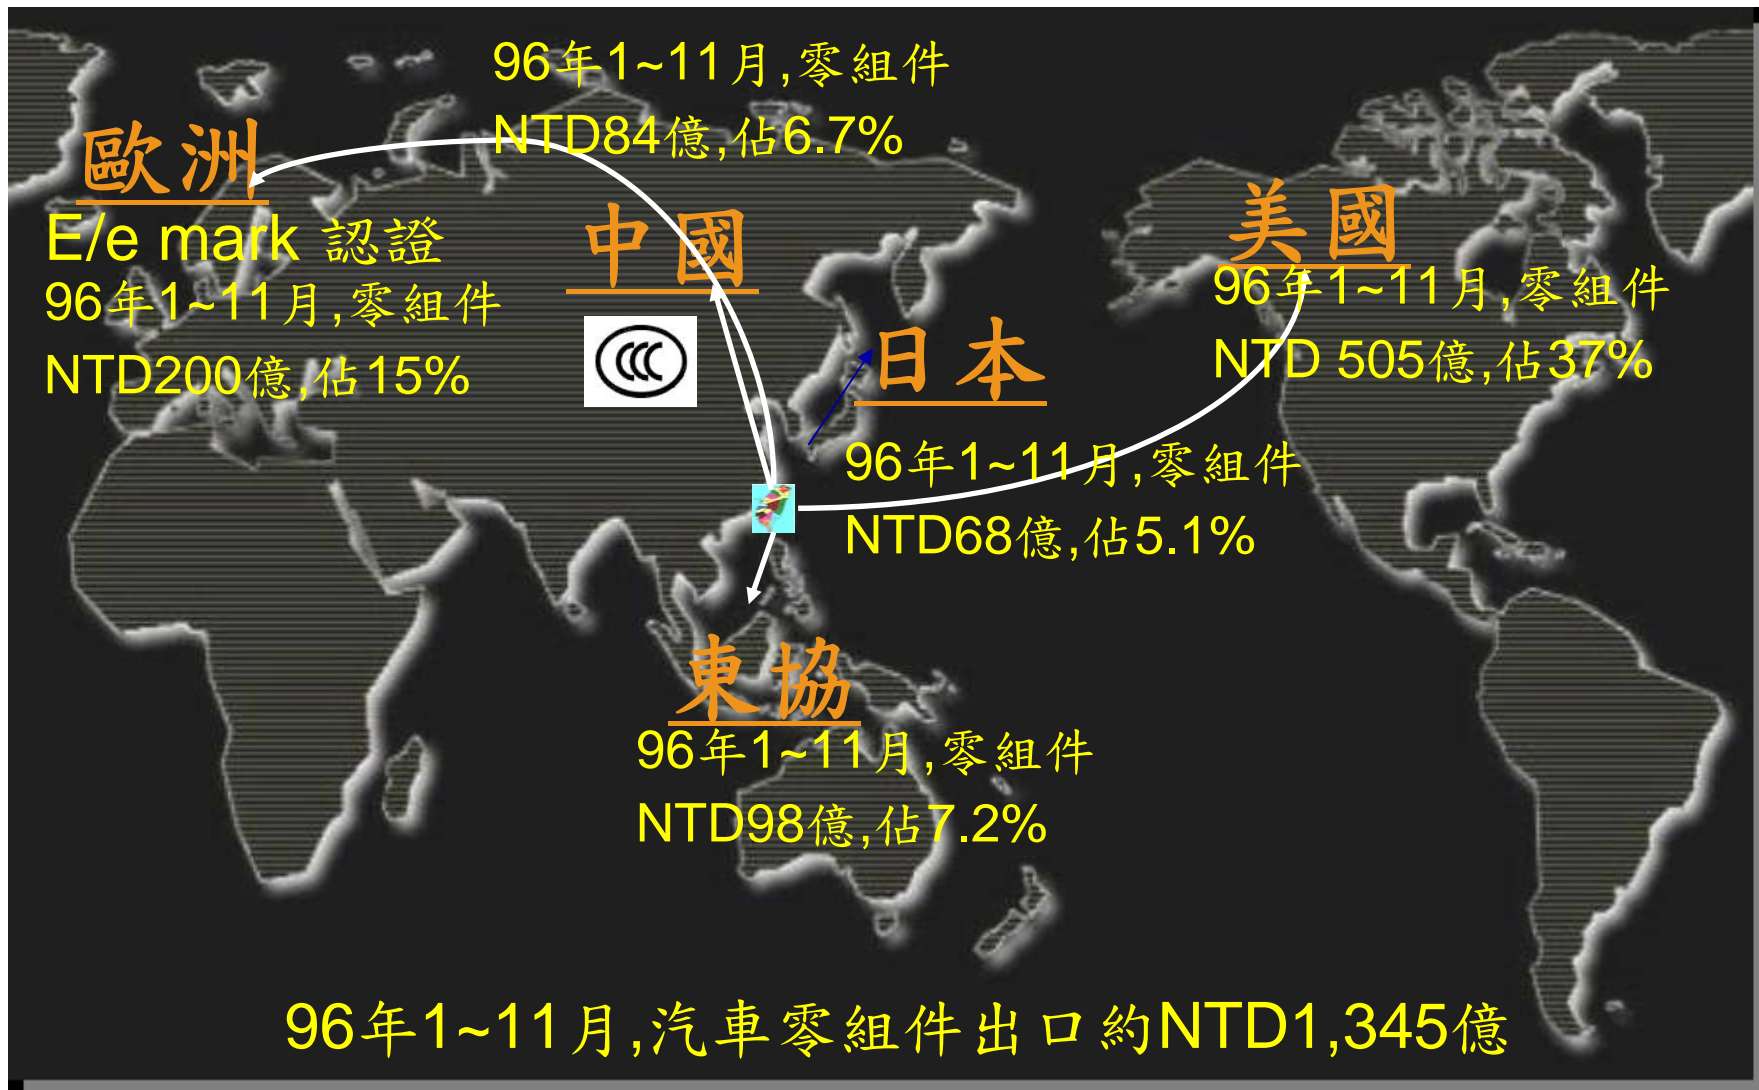 96年1~11月,零組件
NTD84億,佔6.7%
歐洲
E/e mark 認證
96年1~11月,零組件
NTD200億,佔15%
中國
CCC
美國
96年1~11月,零組件
NTD 505億,佔37%
日本
96年1~11月,零組件
NTD68億,佔5.1%
東協
96年1~11月,零組件
NTD98億,佔7.2%
96年1~11月,汽車零組件出口約NTD1,345億